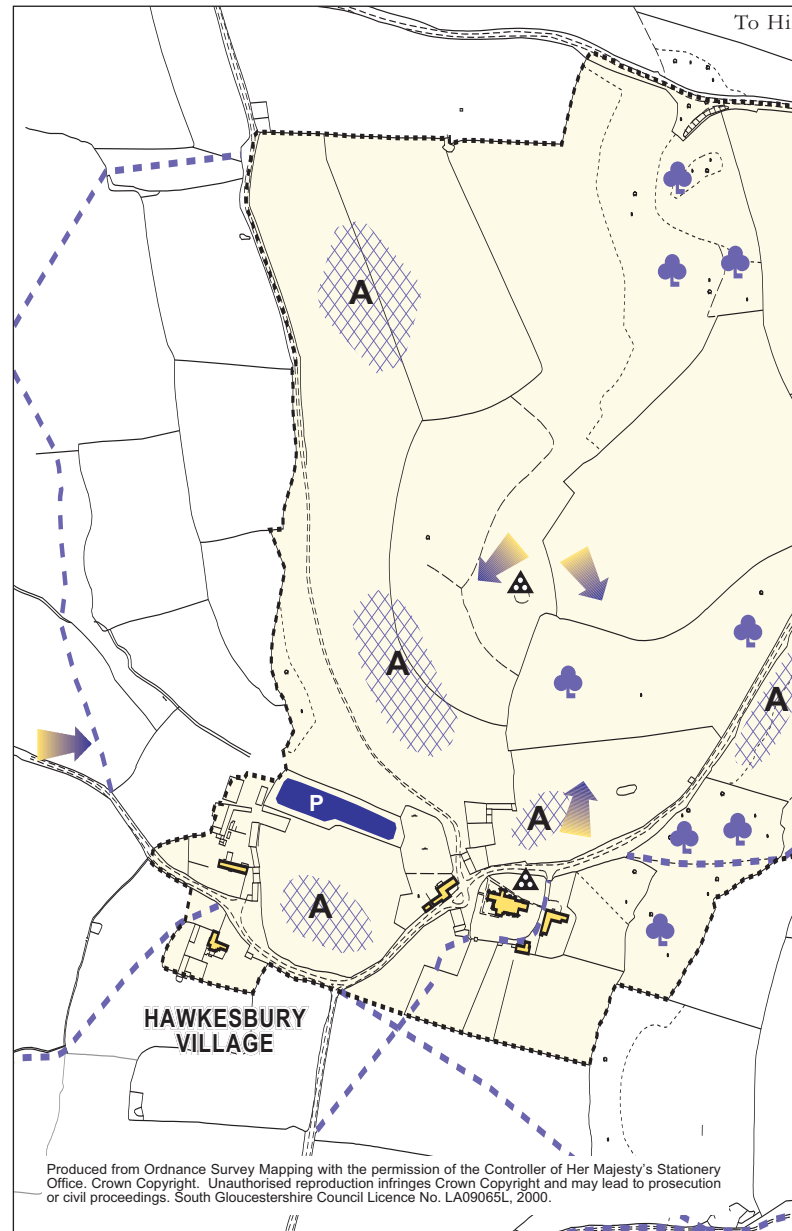 To Hi
A
A
A
P
A
A
HAWKESBURY
VILLAGE
Produced from Ordnance Survey Mapping with the permission of the Controller of Her Majesty's Stationery
Office. Crown Copyright. Unauthorised reproduction infringes Crown Copyright and may lead to prosecution
or civil proceedings. South Gloucestershire Council Licence No. LA09065L, 2000.